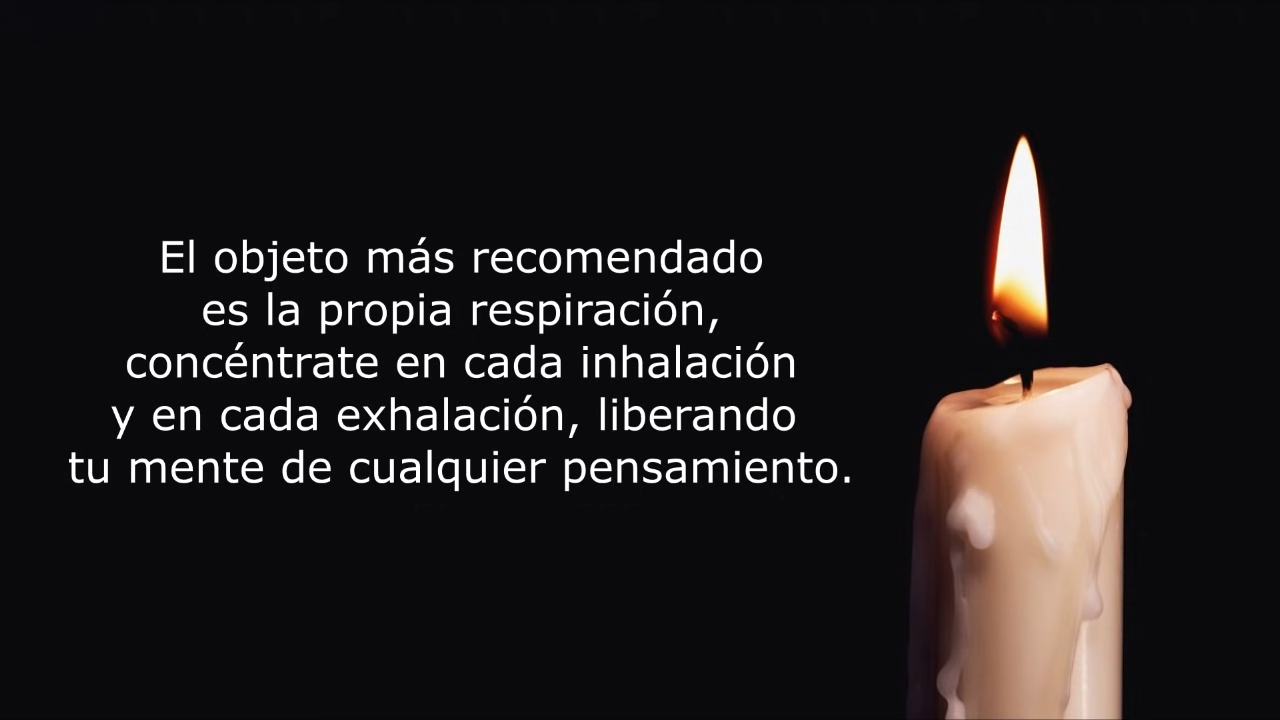 El objeto más recomendado
es la propia respiración,
concéntrate en cada inhalación
y en cada exhalación, liberando
tu mente de cualquier pensamiento.